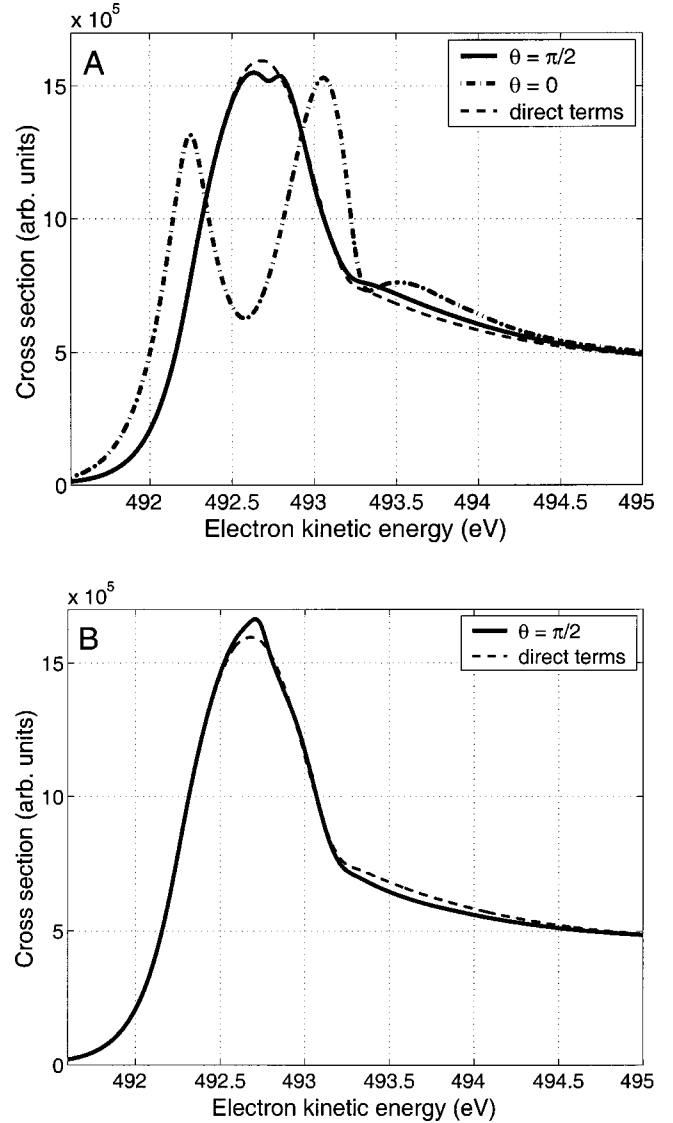 x 10^5
A
θ = π/2
θ = 0
direct terms
15
10
5
0
Cross section (arb. units)
492 492.5 493 493.5 494 494.5 495
Electron kinetic energy (eV)
x 10^5
B
θ = π/2
direct terms
15
10
5
0
Cross section (arb. units)
492 492.5 493 493.5 494 494.5 495
Electron kinetic energy (eV)